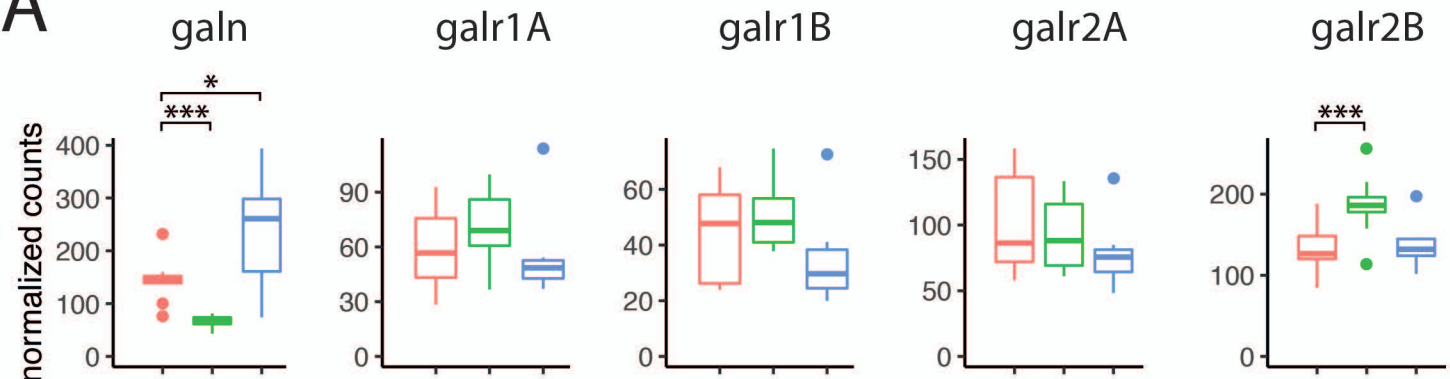 A
galn galr1A galr1B galr2A galr2B
*
*** ***
normalized counts
400 300 200 100 0
90 60 30 0
60 40 20 0
150 100 50 0
200 100 0